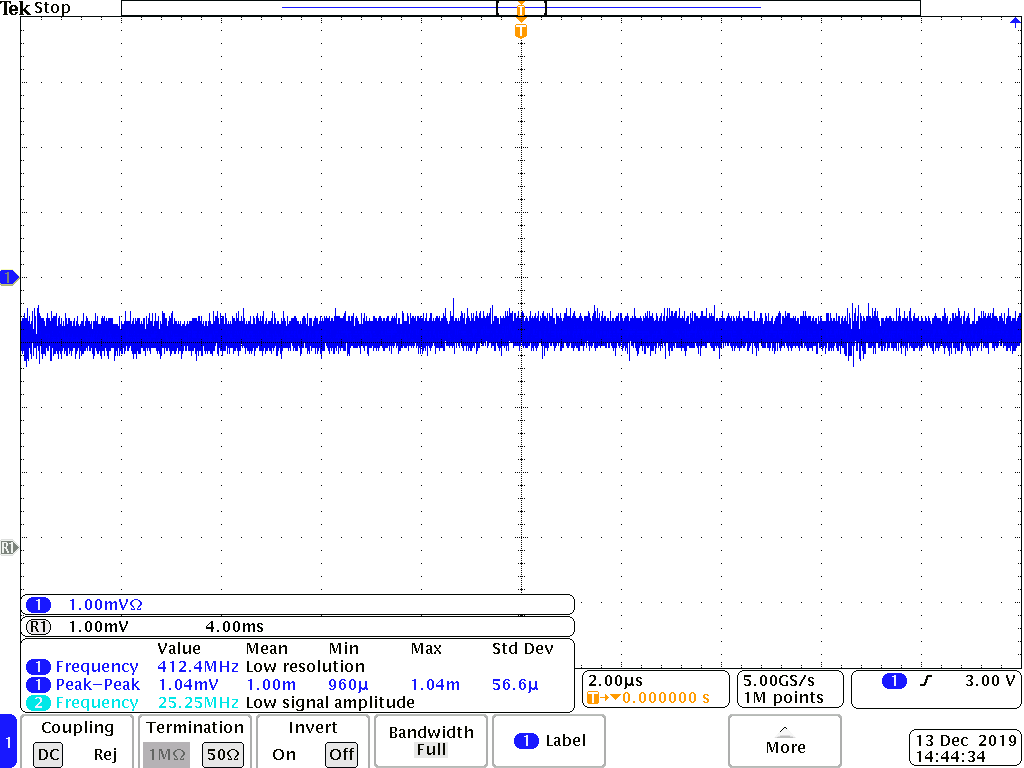 Tek Stop
T
T
1
R1
1 1.00mVΩ
R1 1.00mV 4.00ms
Value Mean Min Max Std Dev
1 Frequency 412.4MHz Low resolution
1 Peak−Peak 1.04mV 1.00m 960µ 1.04m 56.6µ
2 Frequency 25.25MHz Low signal amplitude
2.00µs
T→▼0.000000 s
5.00GS/s
1M points
1 ƒ 3.00 V
1
Coupling
DC Rej
Termination
1MΩ 50Ω
Invert
On Off
Bandwidth
Full
1 Label
More
13 Dec 2019
14:44:34